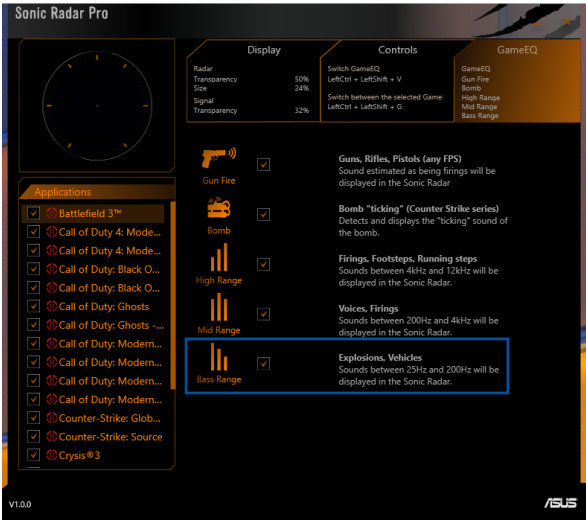 Sonic Radar Pro
Display
Radar
Transparency 50%
Size 24%
Signal
Transparency 32%
Controls
Switch GameEQ
LeftCtrl + LeftShift + V
Switch between the selected Game
LeftCtrl + LeftShift + G
GameEQ
GameEQ
Gun Fire
Bomb
High Range
Mid Range
Bass Range
Applications
Battlefield 3™
Call of Duty 4: Mode...
Call of Duty 4: Mode...
Call of Duty: Black O...
Call of Duty: Black O...
Call of Duty: Ghosts
Call of Duty: Ghosts -...
Call of Duty: Modern...
Call of Duty: Modern...
Call of Duty: Modern...
Call of Duty: Modern...
Counter-Strike: Glob...
Counter-Strike: Source
Crysis®3
Gun Fire
Guns, Rifles, Pistols (any FPS)
Sound estimated as being firings will be
displayed in the Sonic Radar
Bomb
Bomb "ticking" (Counter Strike series)
Detects and displays the "ticking" sound of
the bomb.
High Range
Firings, Footsteps, Running steps
Sounds between 4kHz and 12kHz will be
displayed in the Sonic Radar.
Mid Range
Voices, Firings
Sounds between 200Hz and 4kHz will be
displayed in the Sonic Radar.
Bass Range
Explosions, Vehicles
Sounds between 25Hz and 200Hz will be
displayed in the Sonic Radar.
V1.0.0
ASUS